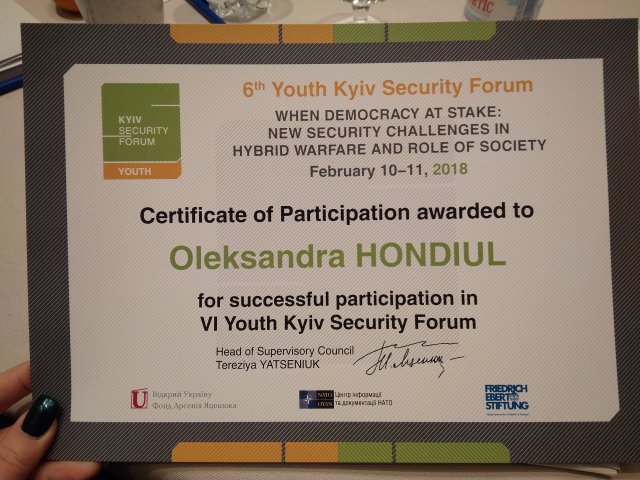 6th Youth Kyiv Security Forum
WHEN DEMOCRACY AT STAKE:
NEW SECURITY CHALLENGES IN
HYBRID WARFARE AND ROLE OF SOCIETY
February 10–11, 2018
KYIV
SECURITY
FORUM
YOUTH
Certificate of Participation awarded to
Oleksandra HONDIUL
for successful participation in
VI Youth Kyiv Security Forum
Head of Supervisory Council
Tereziya YATSENIUK
Відкрий Україну
Фонд Арсенія Яценюка
NATO
OTAN
Центр інформації
та документації НАТО
FRIEDRICH
EBERT
STIFTUNG